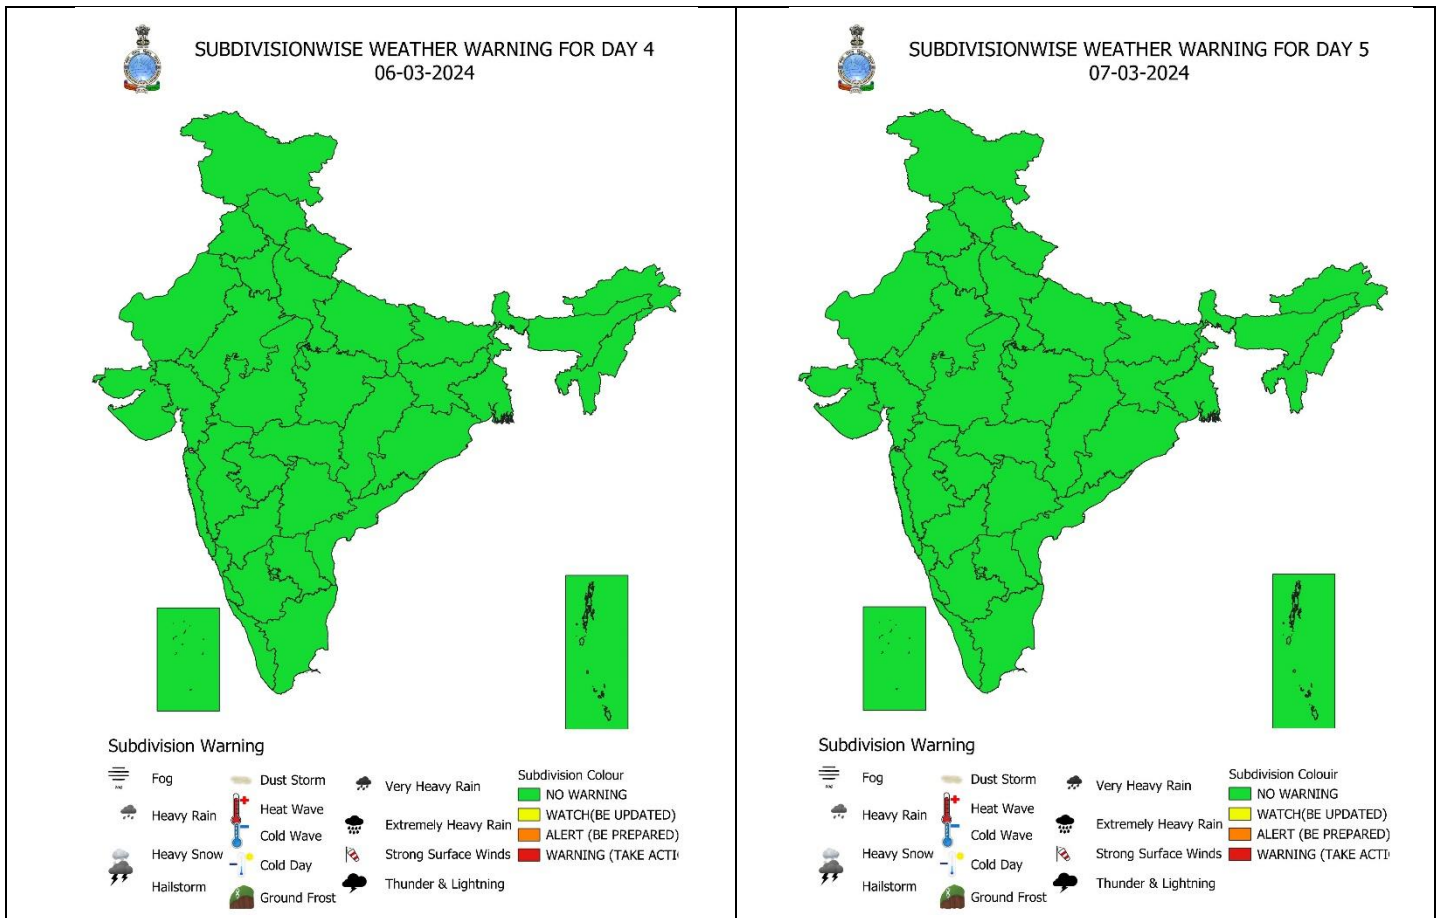 SUBDIVISIONWISE WEATHER WARNING FOR DAY 4
06-03-2024
Subdivision Warning
Fog
Heavy Rain
Heavy Snow
Hailstorm
Dust Storm
Heat Wave
Cold Wave
Cold Day
Ground Frost
Very Heavy Rain
Extremely Heavy Rain
Strong Surface Winds
Thunder & Lightning
Subdivision Colour
NO WARNING
WATCH(BE UPDATED)
ALERT (BE PREPARED)
WARNING (TAKE ACTI
SUBDIVISIONWISE WEATHER WARNING FOR DAY 5
07-03-2024
Subdivision Warning
Fog
Heavy Rain
Heavy Snow
Hailstorm
Dust Storm
Heat Wave
Cold Wave
Cold Day
Ground Frost
Very Heavy Rain
Extremely Heavy Rain
Strong Surface Winds
Thunder & Lightning
Subdivision Colouir
NO WARNING
WATCH(BE UPDATED)
ALERT (BE PREPARED)
WARNING (TAKE ACTI